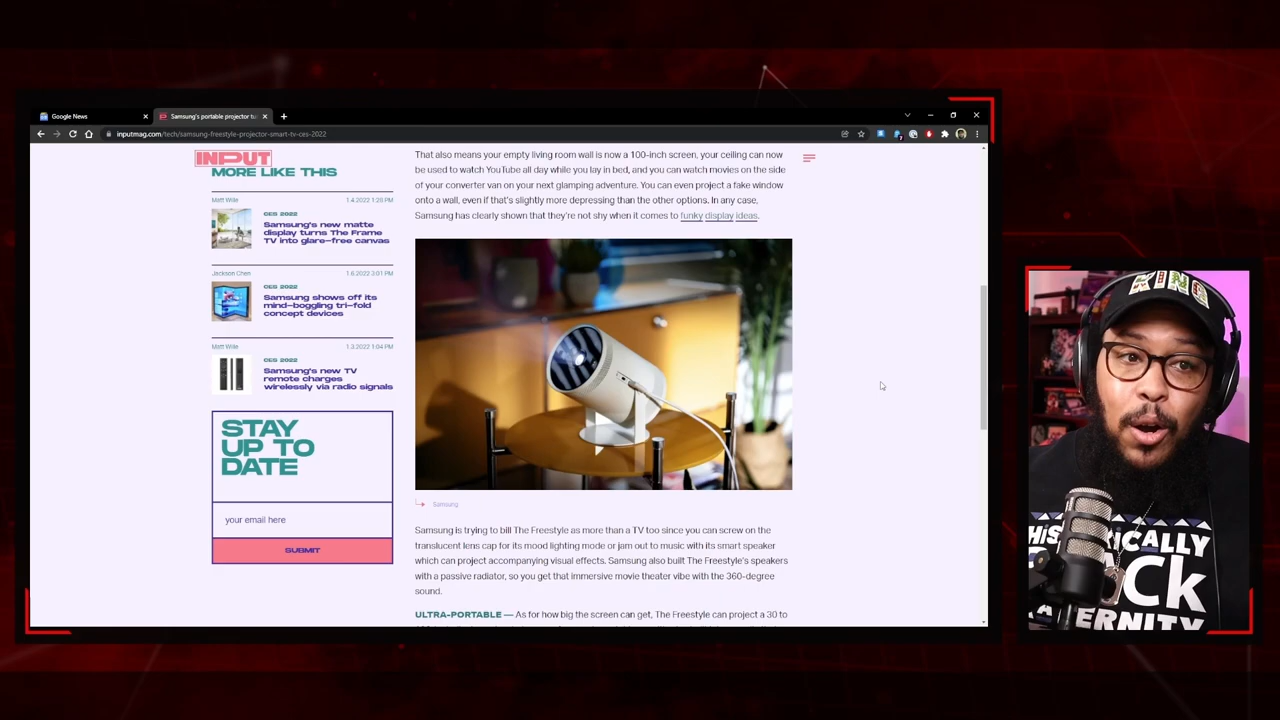 Google News
Samsung's portable projector tu
inputmag.com/tech/samsung-freestyle-projector-smart-tv-ces-2022
INPUT
MORE LIKE THIS
Matt Wille
1.4.2022 1:28 PM
CES 2022
Samsung's new matte
display turns The Frame
TV into glare-free canvas
Jackson Chen
1.6.2022 3:01 PM
CES 2022
Samsung shows off its
mind-boggling tri-fold
concept devices
Matt Wille
1.3.2022 1:04 PM
CES 2022
Samsung's new TV
remote charges
wirelessly via radio signals
STAY
UP TO
DATE
your email here
SUBMIT
That also means your empty living room wall is now a 100-inch screen, your ceiling can now
be used to watch YouTube all day while you lay in bed, and you can watch movies on the side
of your converter van on your next glamping adventure. You can even project a fake window
onto a wall, even if that's slightly more depressing than the other options. In any case,
Samsung has clearly shown that they're not shy when it comes to funky display ideas.
Samsung
Samsung is trying to bill The Freestyle as more than a TV too since you can screw on the
translucent lens cap for its mood lighting mode or jam out to music with its smart speaker
which can project accompanying visual effects. Samsung also built The Freestyle's speakers
with a passive radiator, so you get that immersive movie theater vibe with the 360-degree
sound.
ULTRA-PORTABLE — As for how big the screen can get, The Freestyle can project a 30 to
KING